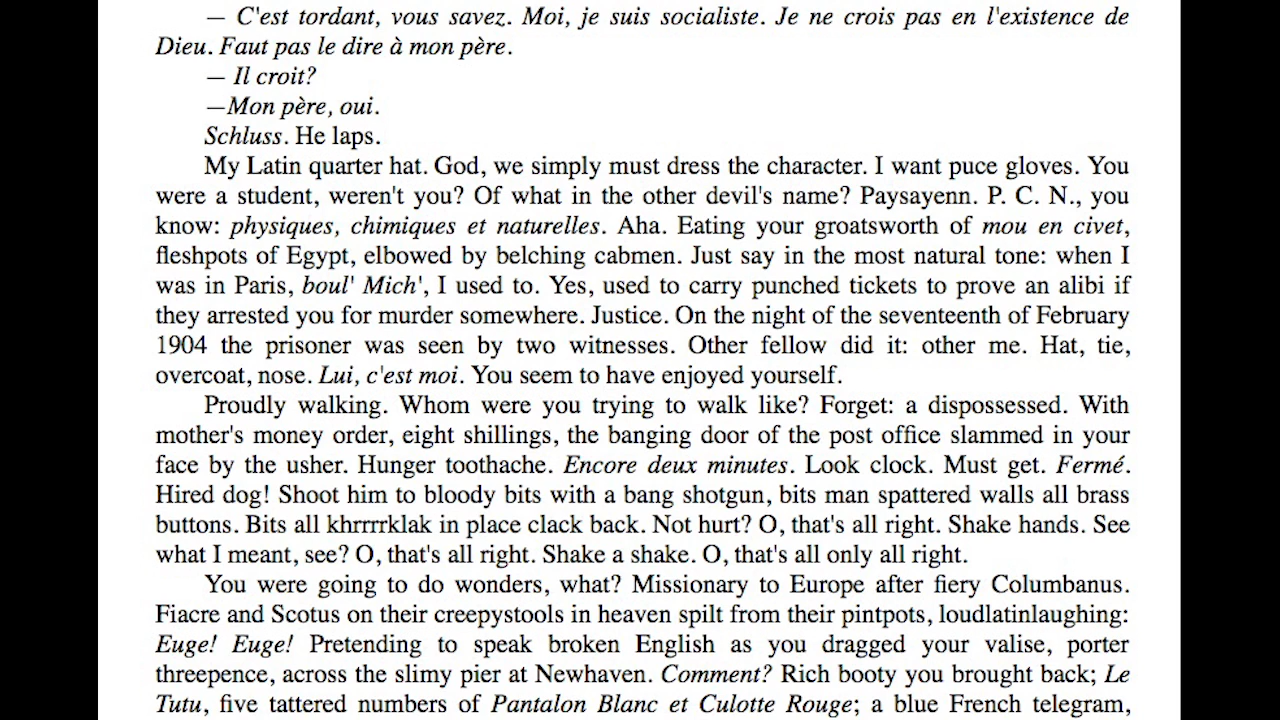 — C'est tordant, vous savez. Moi, je suis socialiste. Je ne crois pas en l'existence de
Dieu. Faut pas le dire à mon père.
— Il croit?
—Mon père, oui.
Schluss. He laps.
My Latin quarter hat. God, we simply must dress the character. I want puce gloves. You
were a student, weren't you? Of what in the other devil's name? Paysayenn. P. C. N., you
know: physiques, chimiques et naturelles. Aha. Eating your groatsworth of mou en civet,
fleshpots of Egypt, elbowed by belching cabmen. Just say in the most natural tone: when I
was in Paris, boul' Mich', I used to. Yes, used to carry punched tickets to prove an alibi if
they arrested you for murder somewhere. Justice. On the night of the seventeenth of February
1904 the prisoner was seen by two witnesses. Other fellow did it: other me. Hat, tie,
overcoat, nose. Lui, c'est moi. You seem to have enjoyed yourself.
Proudly walking. Whom were you trying to walk like? Forget: a dispossessed. With
mother's money order, eight shillings, the banging door of the post office slammed in your
face by the usher. Hunger toothache. Encore deux minutes. Look clock. Must get. Fermé.
Hired dog! Shoot him to bloody bits with a bang shotgun, bits man spattered walls all brass
buttons. Bits all khrrrrklak in place clack back. Not hurt? O, that's all right. Shake hands. See
what I meant, see? O, that's all right. Shake a shake. O, that's all only all right.
You were going to do wonders, what? Missionary to Europe after fiery Columbanus.
Fiacre and Scotus on their creepystools in heaven spilt from their pintpots, loudlatinlaughing:
Euge! Euge! Pretending to speak broken English as you dragged your valise, porter
threepence, across the slimy pier at Newhaven. Comment? Rich booty you brought back; Le
Tutu, five tattered numbers of Pantalon Blanc et Culotte Rouge; a blue French telegram,